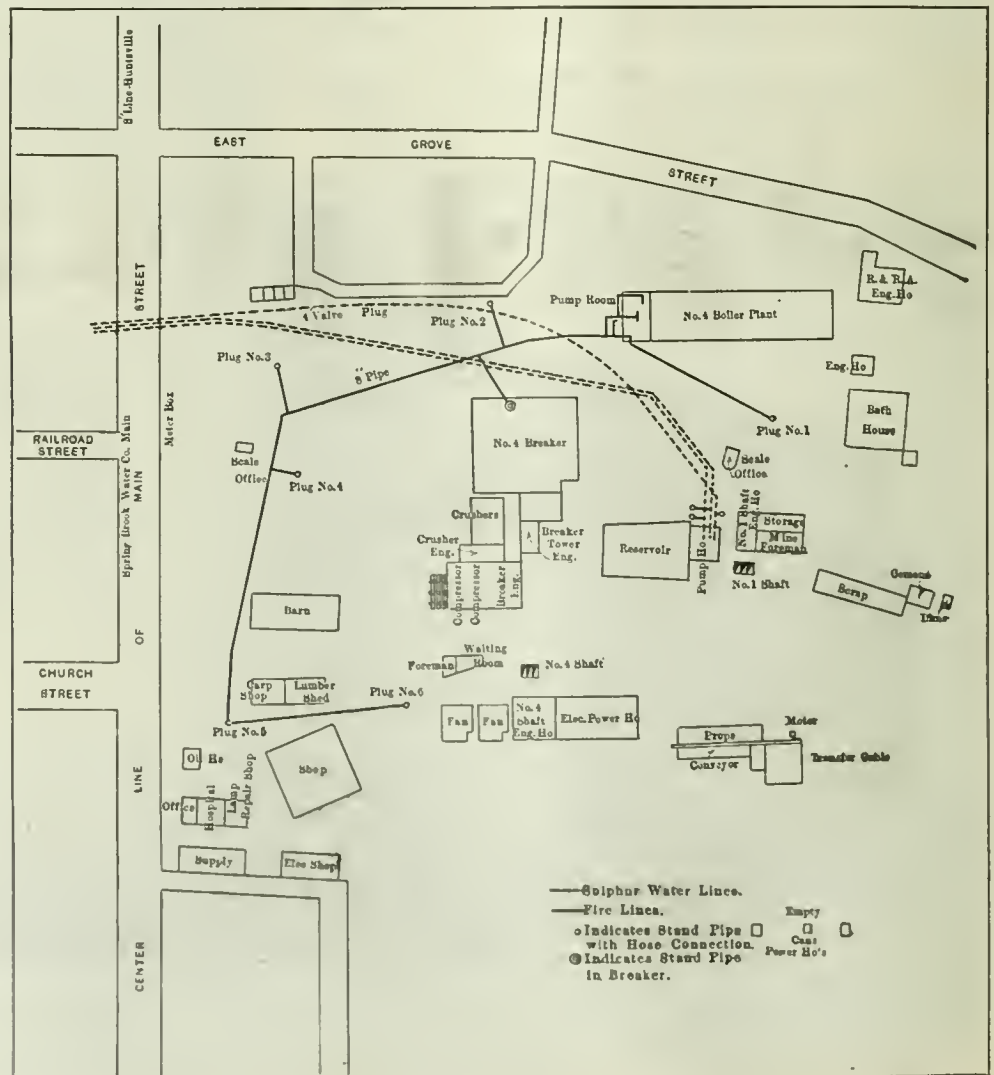 8" Line-Huntsville
EAST GROVE
STREET
STREET
R.A. R.A.
Eng. Ho
Pump Room
No.4 Boiler Plant
4" Valve Plug
Plug No.2
Plug No.3
8" Pipe
Eng. Ho
Bath
House
Plug No.1
Meter Box
Spring Brook Water Co. Main
RAILROAD
STREET
MAIN
No.4 Breaker
Scale
Office
Plug No.4
Scale
Office
Crushers
Crusher
Eng.
Breaker
Tower
Eng.
Reservoir
Pump Ho
No.1 Shaft
Eng. Ho
Storage
Mine
Foreman
No.1 Shaft
Compressor
Compressor
Breaker
Eng.
Scrap
Barn
OF
Waiting
Room
Foreman
No.4 Shaft
CHURCH
STREET
Carp
Shop
Lumber
Shed
Plug No.6
Plug No.5
Fan
Fan
No.4
Shaft
Eng. Ho
Elec. Power Ho
Props
Conveyor
Motor
Transfer Cable
Oil Ho
Shop
LINE
Office
Hospital
Lamp
Repair Shop
Supply
Elec Shop
CENTER
Sulphur Water Lines.
Fire Lines.
Indicates Stand Pipe
with Hose Connection.
Indicates Stand Pipe
in Breaker.
Empty
Cans
Power Ho's